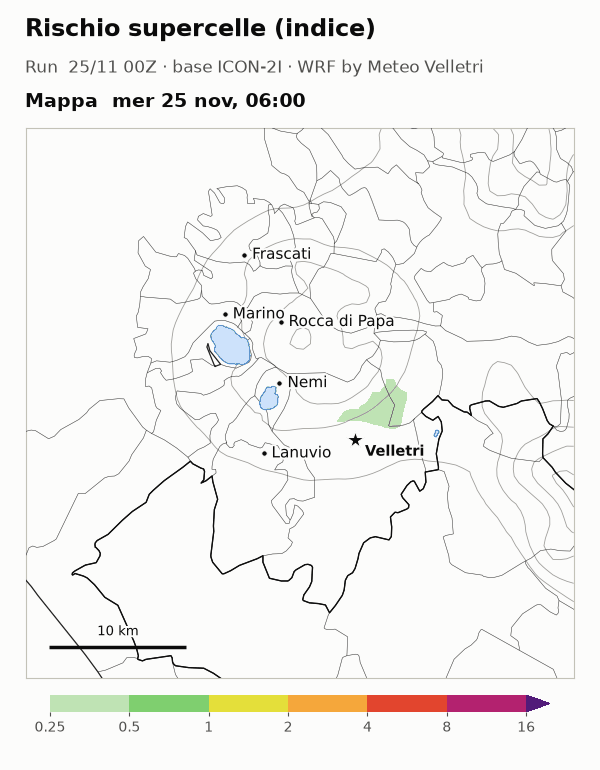 Rischio supercelle (indice)
Run  25/11 00Z · base ICON-2I · WRF by Meteo Velletri
Mappa  mer 25 nov, 06:00
Frascati
Marino
Rocca di Papa
Nemi
Velletri
Lanuvio
10 km
0.25 0.5 1 2 4 8 16